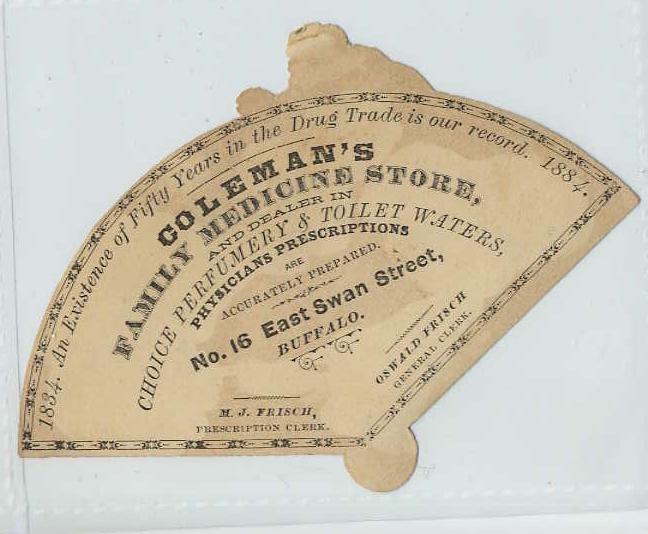 1834. An Existence of Fifty Years in the Drug Trade is our record. 1884.
COLEMAN'S
FAMILY MEDICINE STORE,
AND DEALER IN
CHOICE PERFUMERY & TOILET WATERS,
PHYSICIANS PRESCRIPTIONS
ARE
ACCURATELY PREPARED.
No. 16 East Swan Street,
BUFFALO.
OSWALD FRISCH
GENERAL CLERK.
M. J. FRISCH,
PRESCRIPTION CLERK.